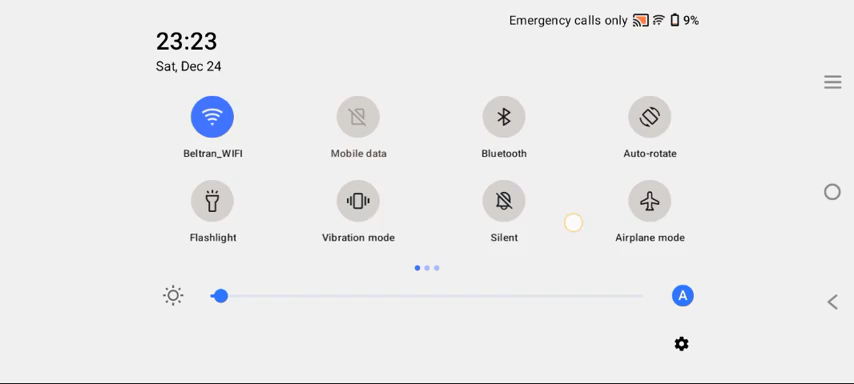 Emergency calls only 9%
23:23
Sat, Dec 24
Beltran_WIFI Mobile data Bluetooth Auto-rotate
Flashlight Vibration mode Silent Airplane mode
A